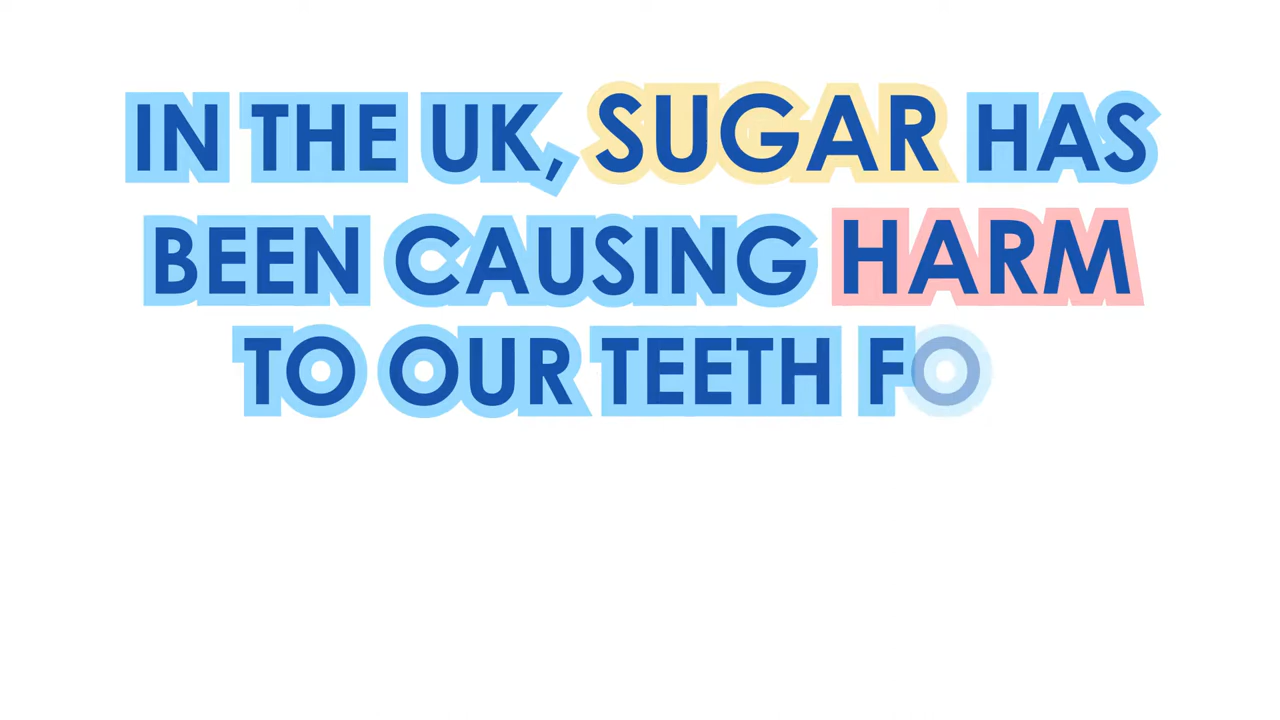 IN THE UK, SUGAR HAS
BEEN CAUSING HARM
TO OUR TEETH FO